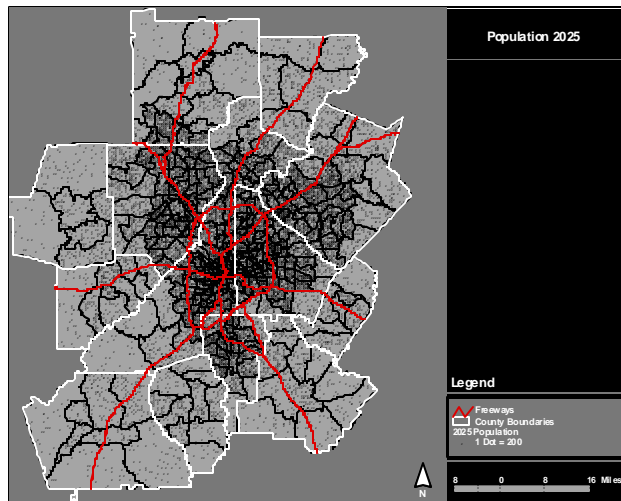 Population 2025
Legend
Freeways
County Boundaries
2025 Population
1 Dot = 200
N
8 0 8 16 Miles